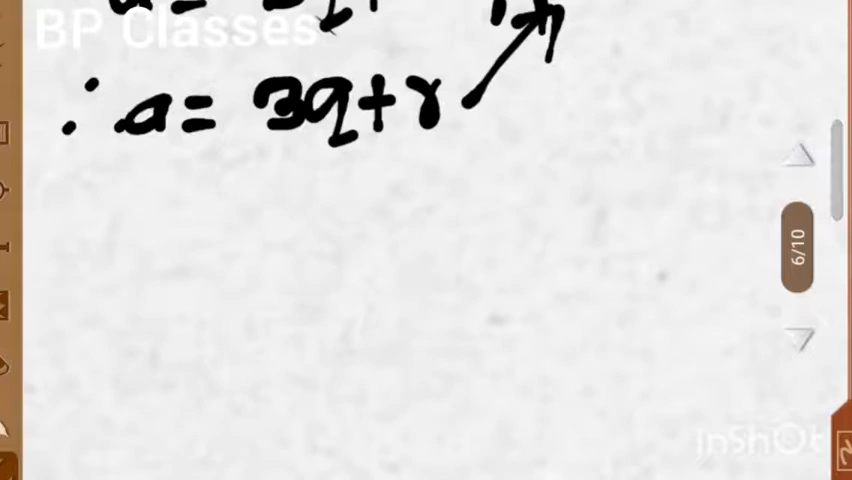 BP Classes
∴ a = 3q + r
6/10
InShOt